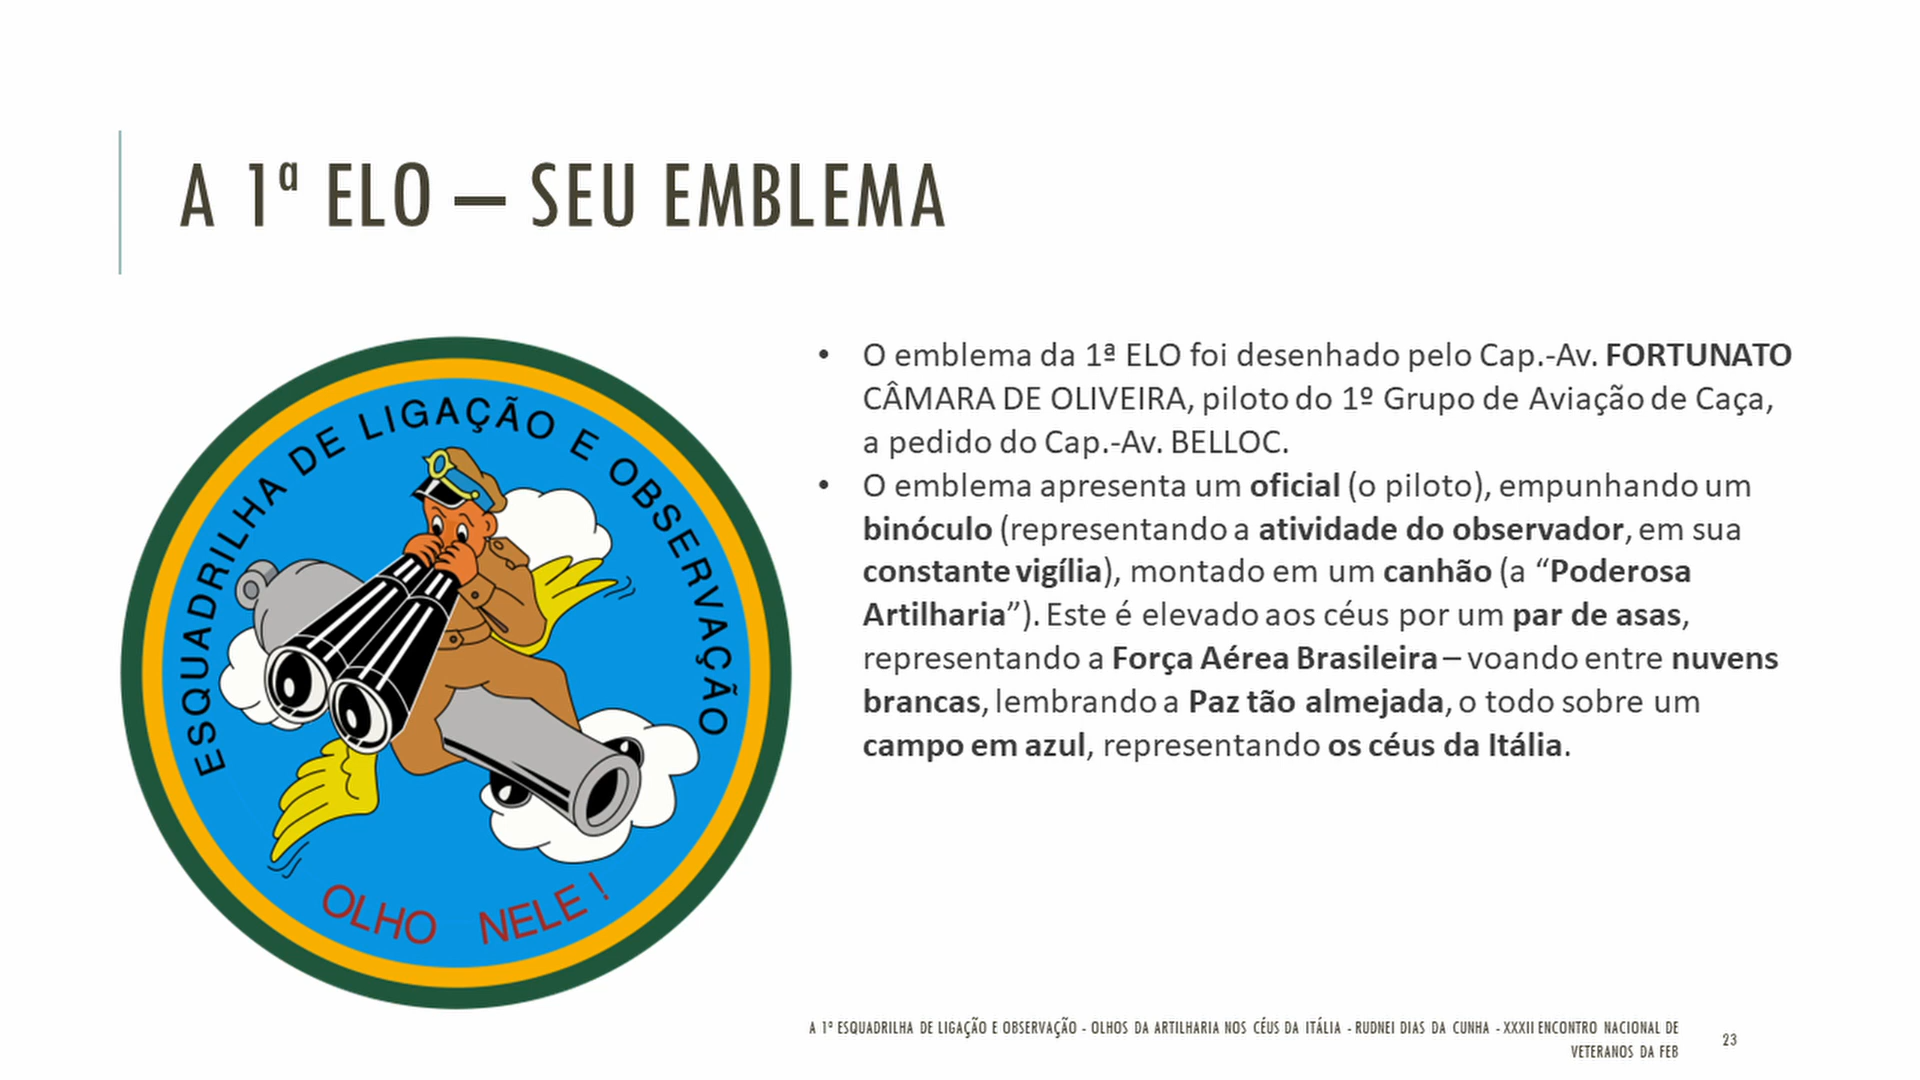 A 1ª ELO – SEU EMBLEMA
ESQUADRILHA DE LIGAÇÃO E OBSERVAÇÃO
OLHO NELE !
• O emblema da 1ª ELO foi desenhado pelo Cap.-Av. FORTUNATO
CÂMARA DE OLIVEIRA, piloto do 1º Grupo de Aviação de Caça,
a pedido do Cap.-Av. BELLOC.
• O emblema apresenta um oficial (o piloto), empunhando um
binóculo (representando a atividade do observador, em sua
constante vigília), montado em um canhão (a “Poderosa
Artilharia”). Este é elevado aos céus por um par de asas,
representando a Força Aérea Brasileira – voando entre nuvens
brancas, lembrando a Paz tão almejada, o todo sobre um
campo em azul, representando os céus da Itália.
A 1ª ESQUADRILHA DE LIGAÇÃO E OBSERVAÇÃO - OLHOS DA ARTILHARIA NOS CÉUS DA ITÁLIA - RUDNEI DIAS DA CUNHA - XXXII ENCONTRO NACIONAL DE
VETERANOS DA FEB
23